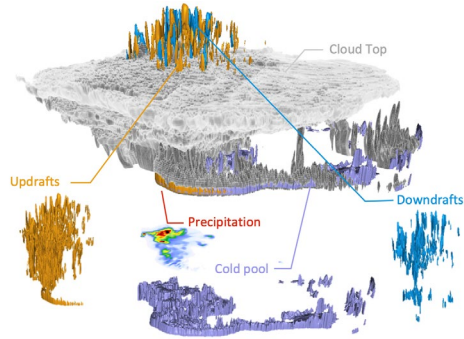 Cloud Top
Updrafts
Downdrafts
Precipitation
Cold pool